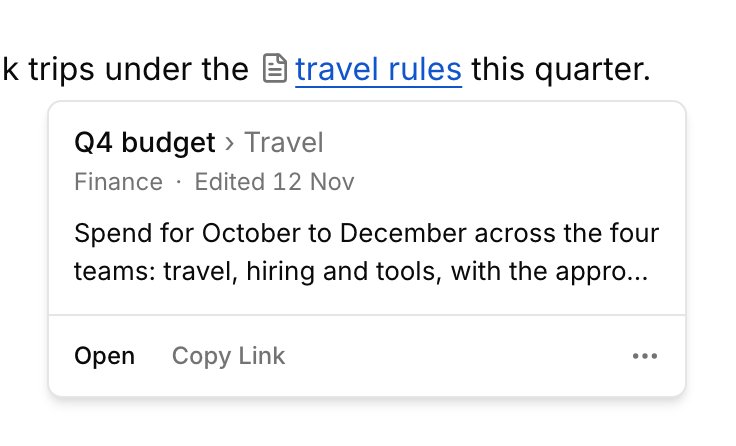 k trips under the travel rules this quarter.
Q4 budget › Travel
Finance · Edited 12 Nov
Spend for October to December across the four
teams: travel, hiring and tools, with the appro...
Open Copy Link